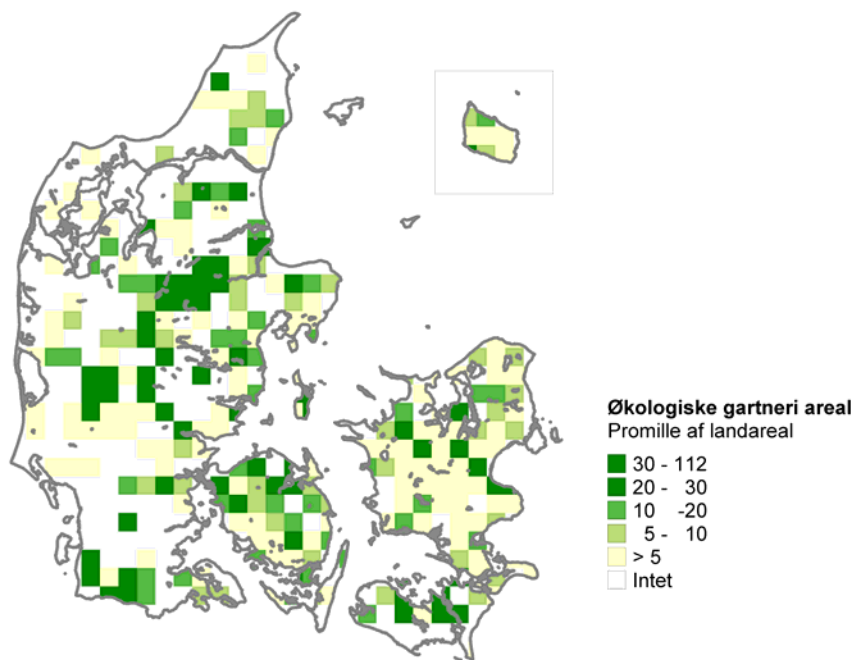 Økologiske gartneri areal
Promille af landareal
30 - 112
20 - 30
10 -20
5 - 10
> 5
Intet